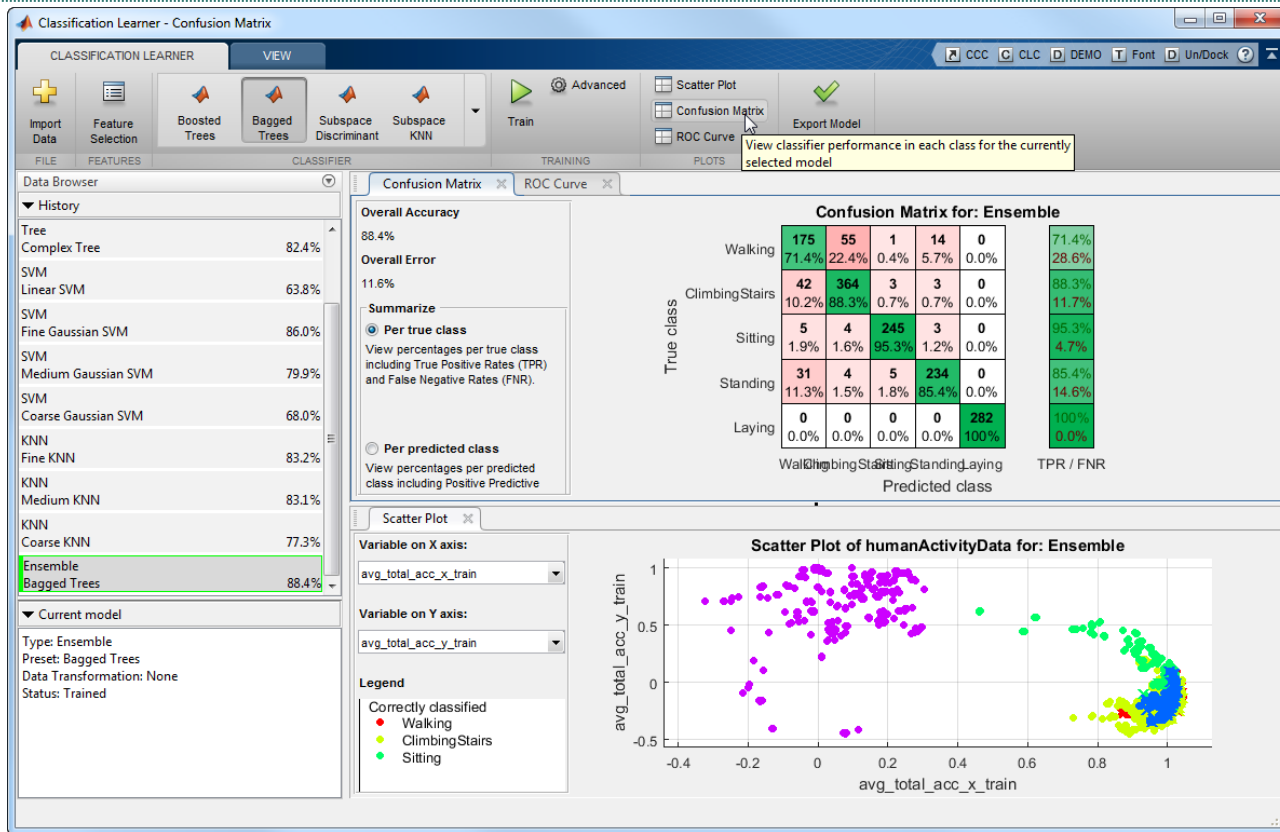 Classification Learner - Confusion Matrix
CLASSIFICATION LEARNER
VIEW
CCC
C CLC
D DEMO
T Font
D Un/Dock
?
Import
Data
Feature
Selection
Boosted
Trees
Bagged
Trees
Subspace
Discriminant
Subspace
KNN
Train
Advanced
Scatter Plot
Confusion Matrix
ROC Curve
Export Model
FILE
FEATURES
CLASSIFIER
TRAINING
PLOTS
View classifier performance in each class for the currently
selected model
Data Browser
History
Tree
Complex Tree 82.4%
SVM
Linear SVM 63.8%
SVM
Fine Gaussian SVM 86.0%
SVM
Medium Gaussian SVM 79.9%
SVM
Coarse Gaussian SVM 68.0%
KNN
Fine KNN 83.2%
KNN
Medium KNN 83.1%
KNN
Coarse KNN 77.3%
Ensemble
Bagged Trees 88.4%
Current model
Type: Ensemble
Preset: Bagged Trees
Data Transformation: None
Status: Trained
Confusion Matrix
ROC Curve
Overall Accuracy
88.4%
Overall Error
11.6%
Summarize
Per true class
View percentages per true class
including True Positive Rates (TPR)
and False Negative Rates (FNR).
Per predicted class
View percentages per predicted
class including Positive Predictive
Confusion Matrix for: Ensemble
True class
Walking
175 55 1 14 0
71.4% 22.4% 0.4% 5.7% 0.0%
71.4%
28.6%
ClimbingStairs
42 364 3 3 0
10.2% 88.3% 0.7% 0.7% 0.0%
88.3%
11.7%
Sitting
5 4 245 3 0
1.9% 1.6% 95.3% 1.2% 0.0%
95.3%
4.7%
Standing
31 4 5 234 0
11.3% 1.5% 1.8% 85.4% 0.0%
85.4%
14.6%
Laying
0 0 0 0 282
0.0% 0.0% 0.0% 0.0% 100%
100%
0.0%
Walking ClimbingStairs Sitting Standing Laying TPR / FNR
Predicted class
Scatter Plot
Variable on X axis:
avg_total_acc_x_train
Variable on Y axis:
avg_total_acc_y_train
Legend
Correctly classified
Walking
ClimbingStairs
Sitting
Scatter Plot of humanActivityData for: Ensemble
avg_total_acc_y_train
1
0.5
0
-0.5
-0.4 -0.2 0 0.2 0.4 0.6 0.8 1
avg_total_acc_x_train